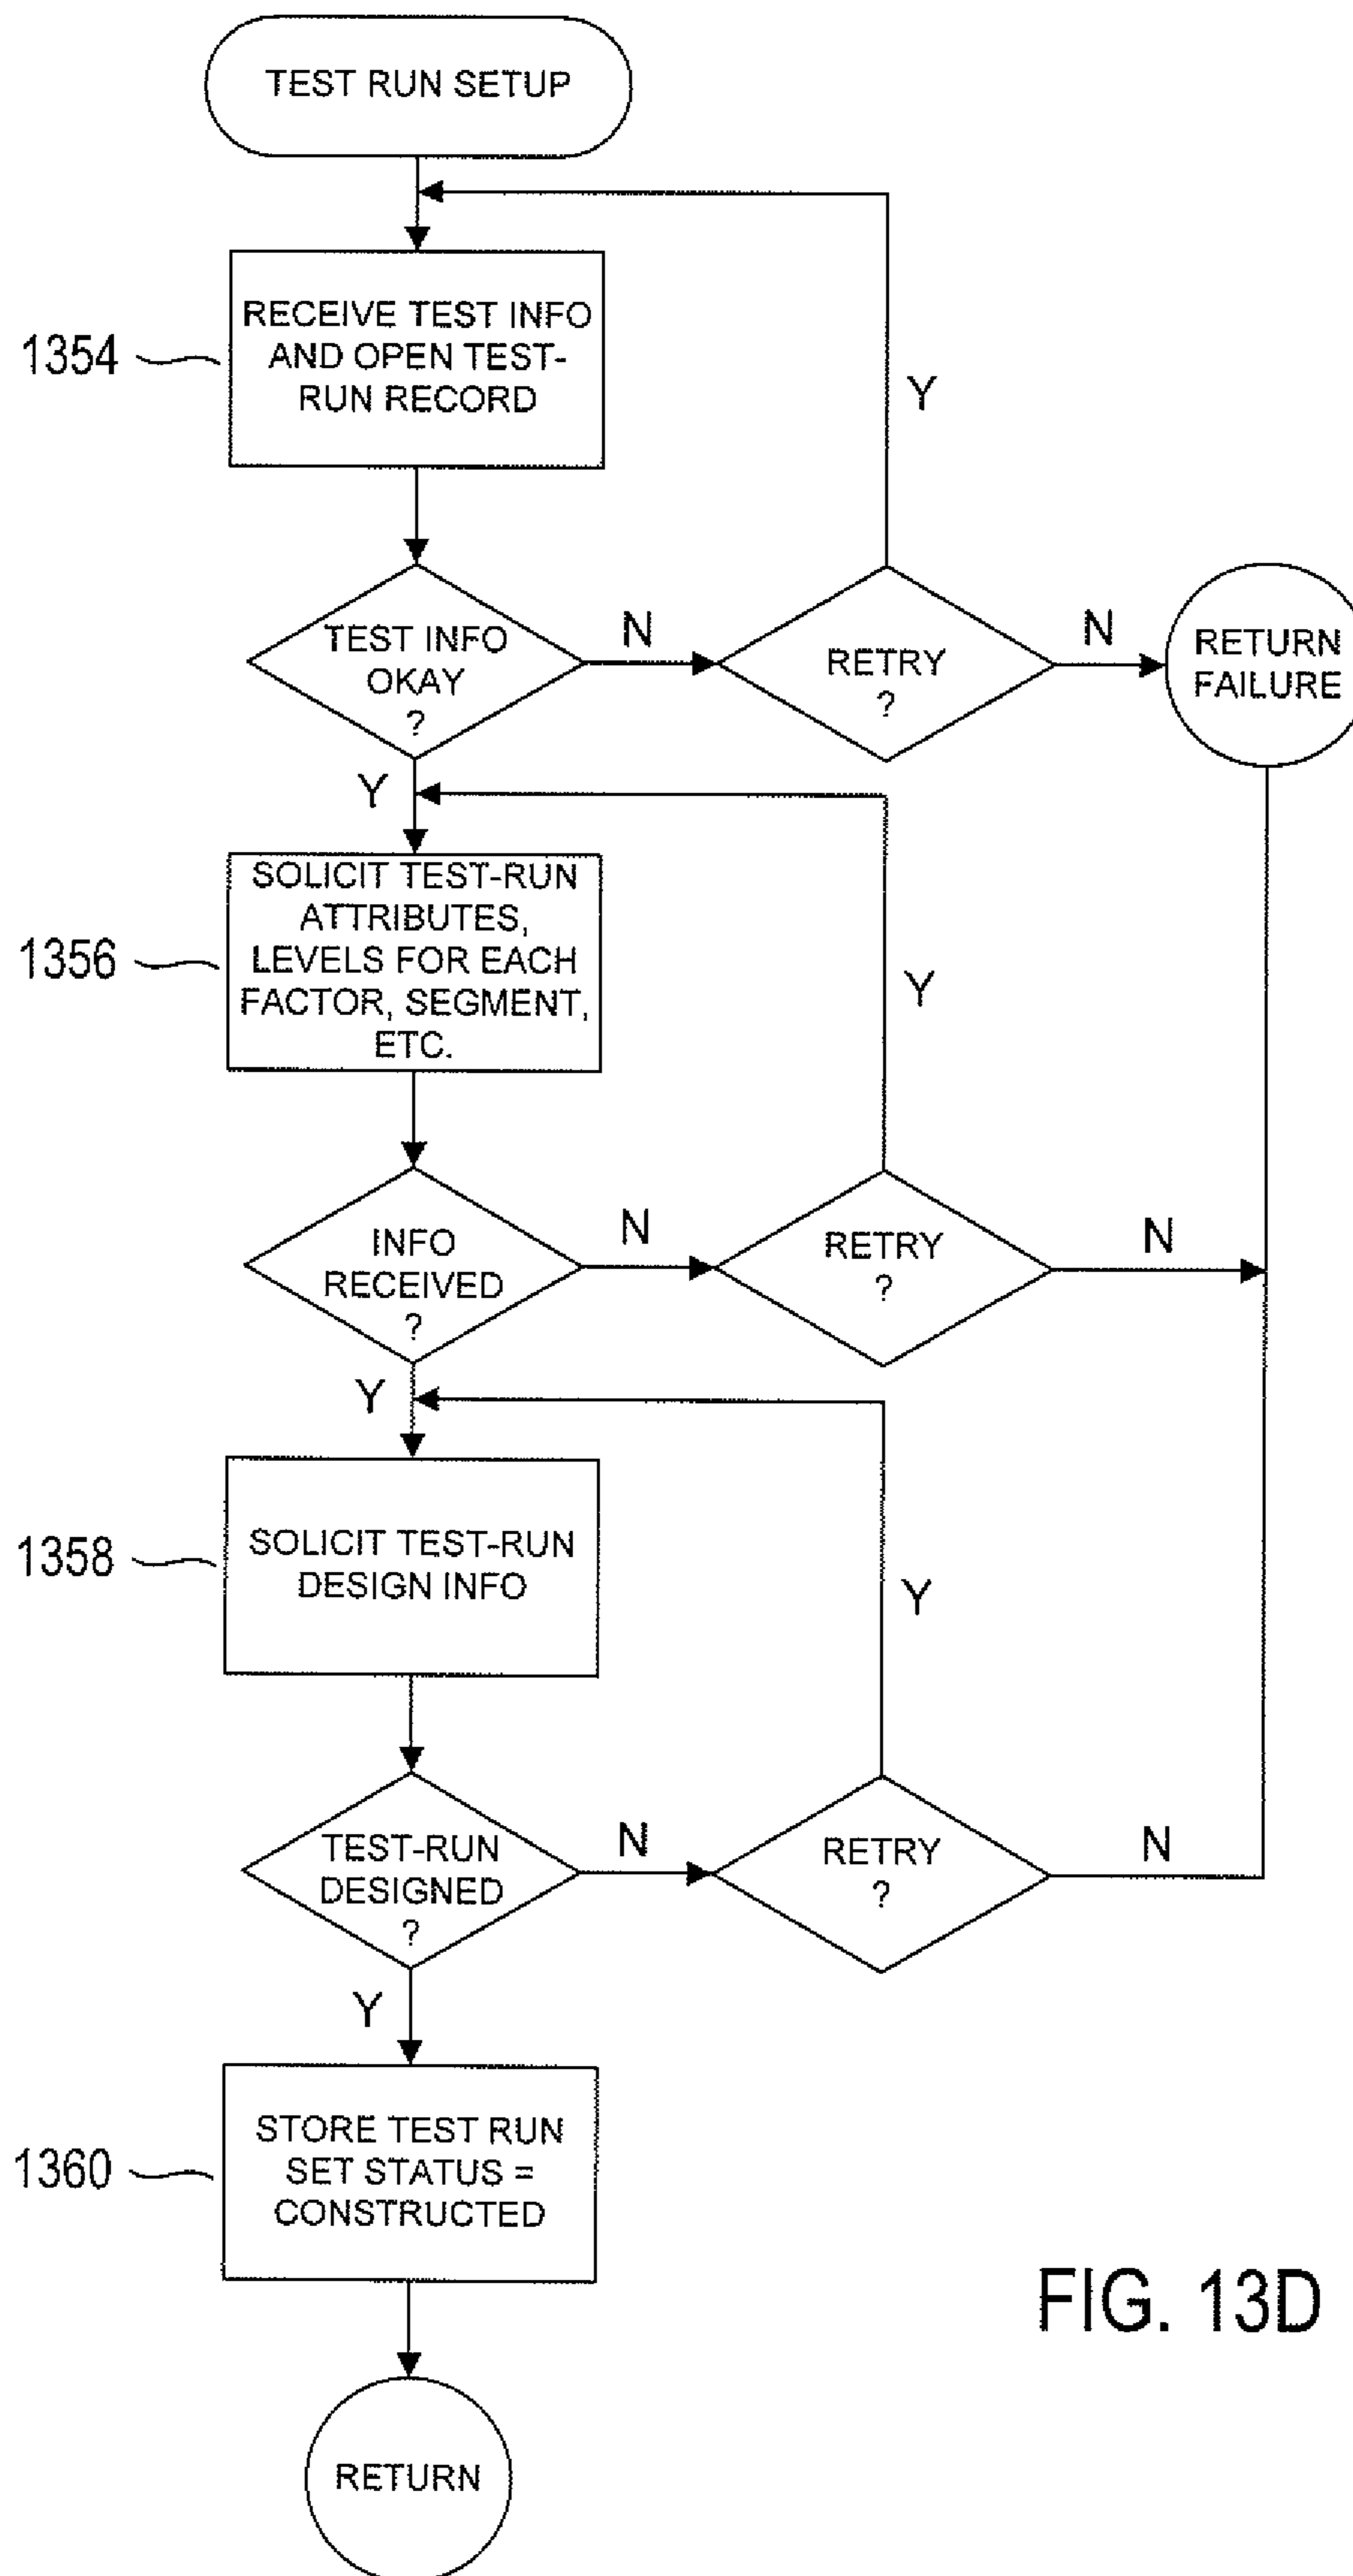 TEST RUN SETUP
1354
RECEIVE TEST INFO
AND OPEN TEST-
RUN RECORD
Y
TEST INFO
OKAY
?
N
RETRY
?
N
RETURN
FAILURE
Y
1356
SOLICIT TEST-RUN
ATTRIBUTES,
LEVELS FOR EACH
FACTOR, SEGMENT,
ETC.
Y
INFO
RECEIVED
?
N
RETRY
?
N
Y
1358
SOLICIT TEST-RUN
DESIGN INFO
Y
TEST-RUN
DESIGNED
?
N
RETRY
?
N
Y
1360
STORE TEST RUN
SET STATUS =
CONSTRUCTED
RETURN
FIG. 13D